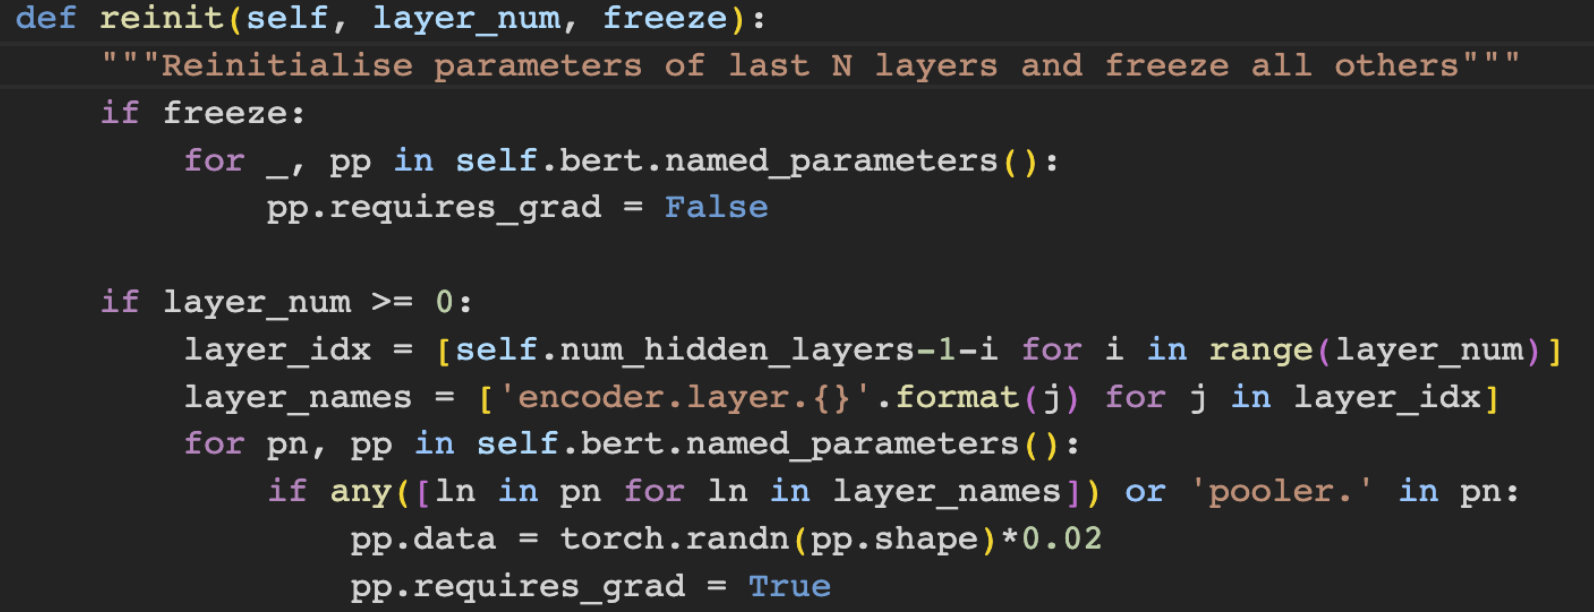 def reinit(self, layer_num, freeze):
    """Reinitialise parameters of last N layers and freeze all others"""
    if freeze:
        for _, pp in self.bert.named_parameters():
            pp.requires_grad = False

    if layer_num >= 0:
        layer_idx = [self.num_hidden_layers-1-i for i in range(layer_num)]
        layer_names = ['encoder.layer.{}'.format(j) for j in layer_idx]
        for pn, pp in self.bert.named_parameters():
            if any([ln in pn for ln in layer_names]) or 'pooler.' in pn:
                pp.data = torch.randn(pp.shape)*0.02
                pp.requires_grad = True